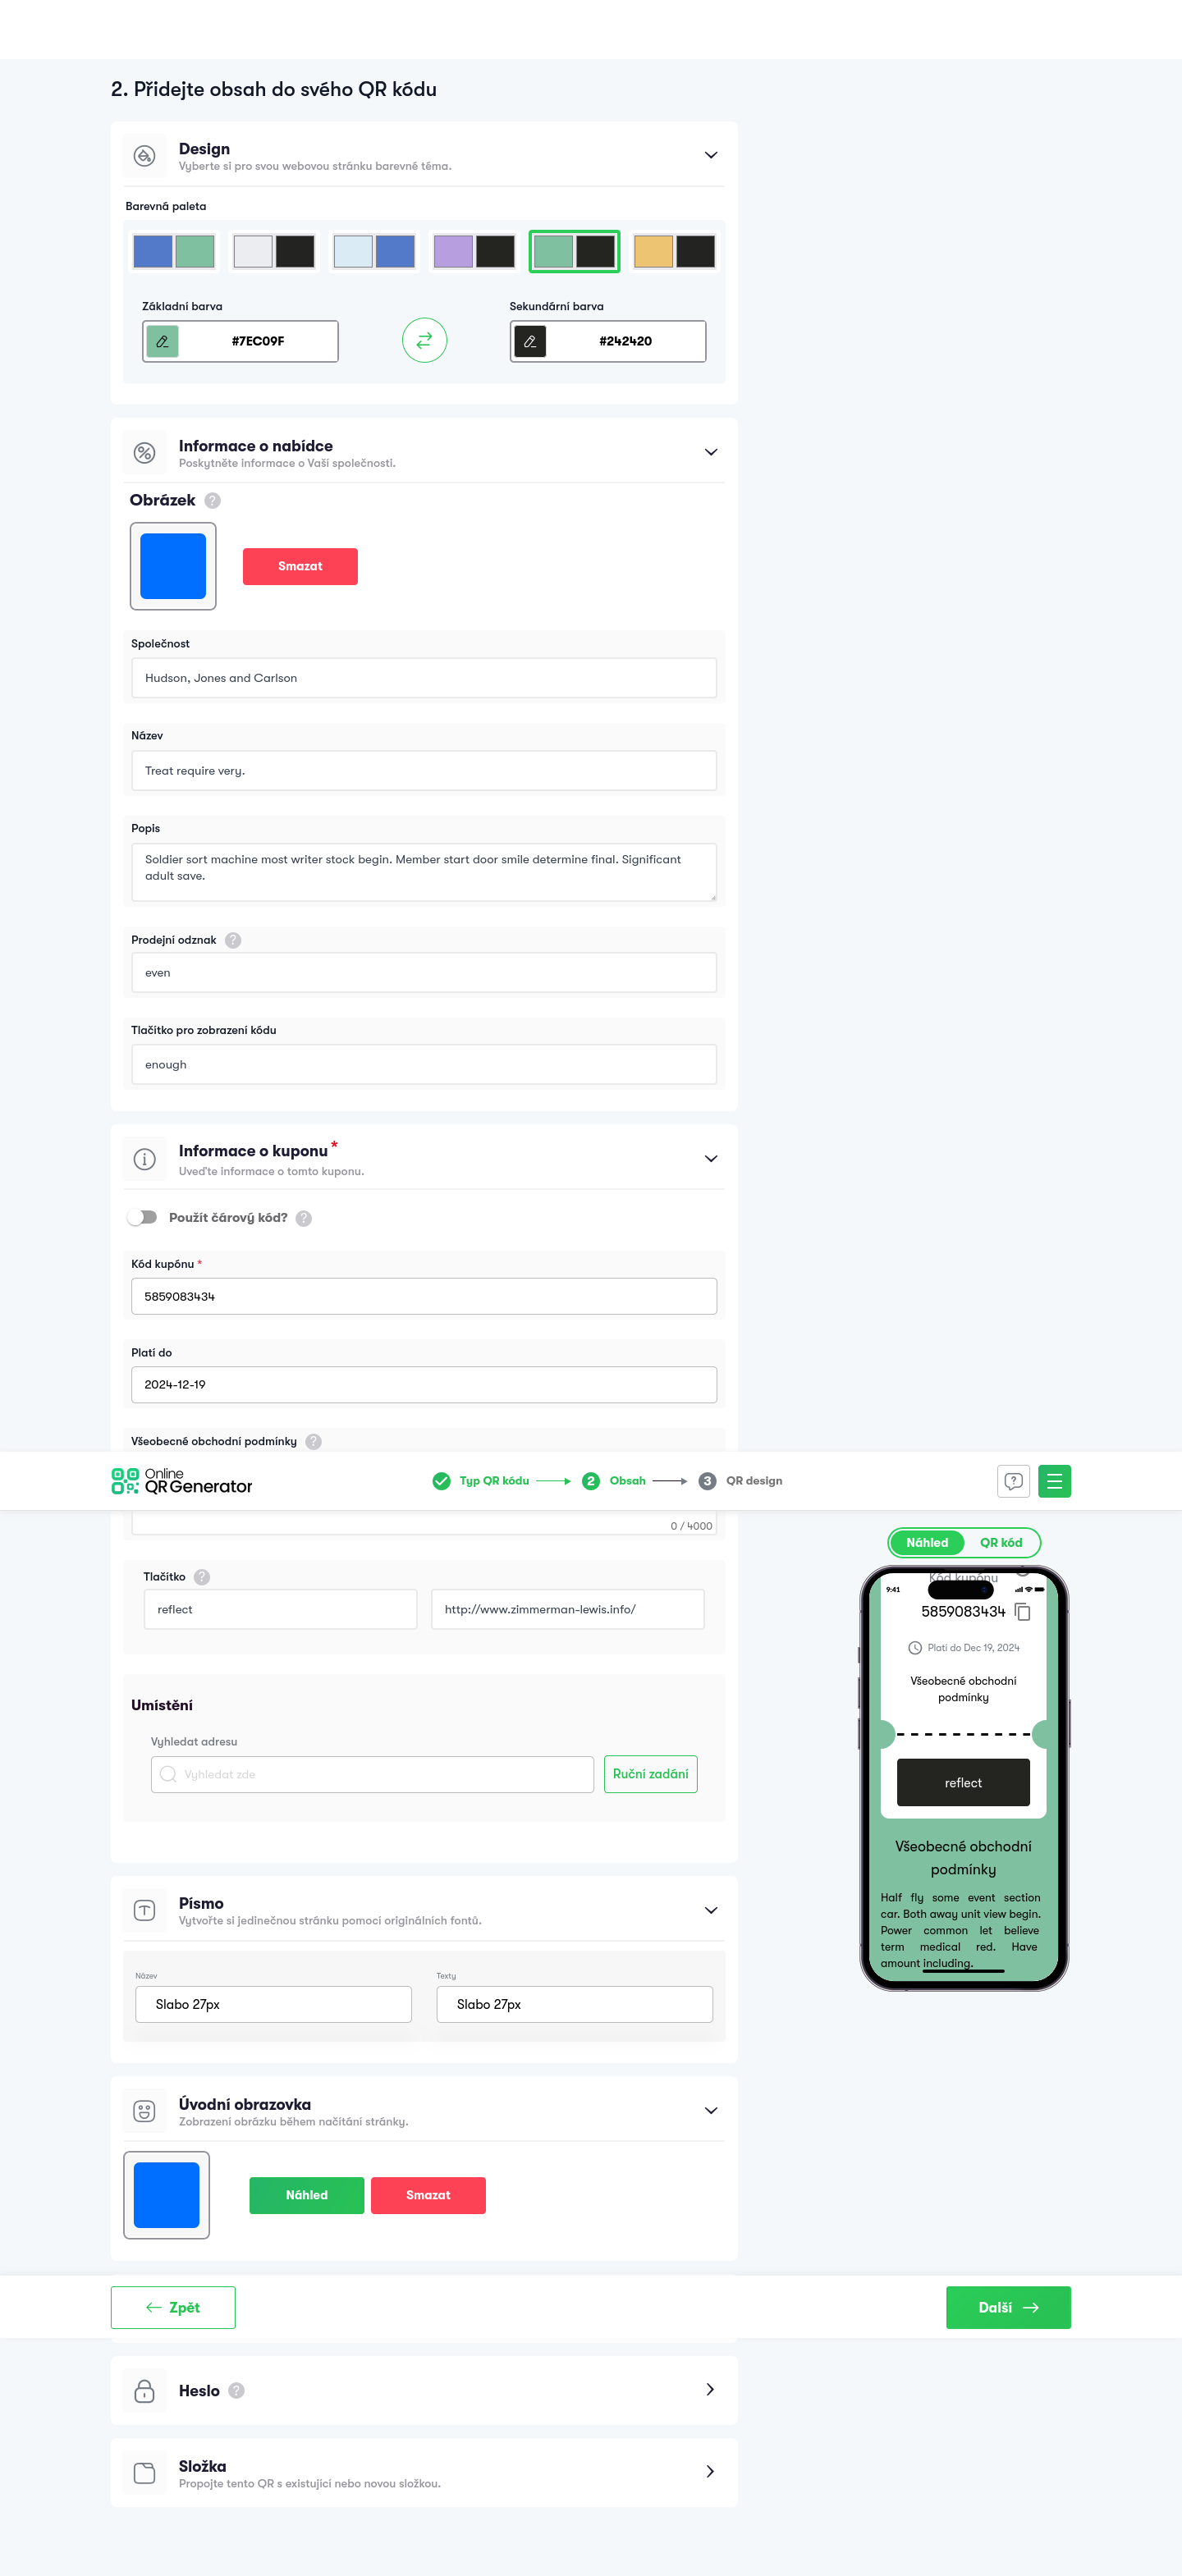 2. Přidejte obsah do svého QR kódu
Design
Vyberte si pro svou webovou stránku barevné téma.
Barevná paleta
Základní barva
Sekundární barva
#7EC09F
#242420
Informace o nabídce
Poskytněte informace o Vaší společnosti.
Obrázek ?
Smazat
Společnost
Hudson, Jones and Carlson
Název
Treat require very.
Popis
Soldier sort machine most writer stock begin. Member start door smile determine final. Significant
adult save.
Prodejní odznak ?
even
Tlačítko pro zobrazení kódu
enough
Informace o kuponu *
Uveďte informace o tomto kuponu.
Použít čárový kód? ?
Kód kupónu *
5859083434
Platí do
2024-12-19
Všeobecné obchodní podmínky ?
Online
QR Generator
Typ QR kódu
2 Obsah
3 QR design
?
0 / 4000
Tlačítko ?
reflect
http://www.zimmerman-lewis.info/
Umístění
Vyhledat adresu
Vyhledat zde
Ruční zadání
Písmo
Vytvořte si jedinečnou stránku pomocí originálních fontů.
Název
Texty
Slabo 27px
Slabo 27px
Úvodní obrazovka
Zobrazení obrázku během načítání stránky.
Náhled
Smazat
Zpět
Další
Heslo ?
Složka
Propojte tento QR s existující nebo novou složkou.
Náhled
QR kód
Kód kupónu
9:41
5859083434
Platí do Dec 19, 2024
Všeobecné obchodní
podmínky
reflect
Všeobecné obchodní
podmínky
Half fly some event section
car. Both away unit view begin.
Power common let believe
term medical red. Have
amount including.